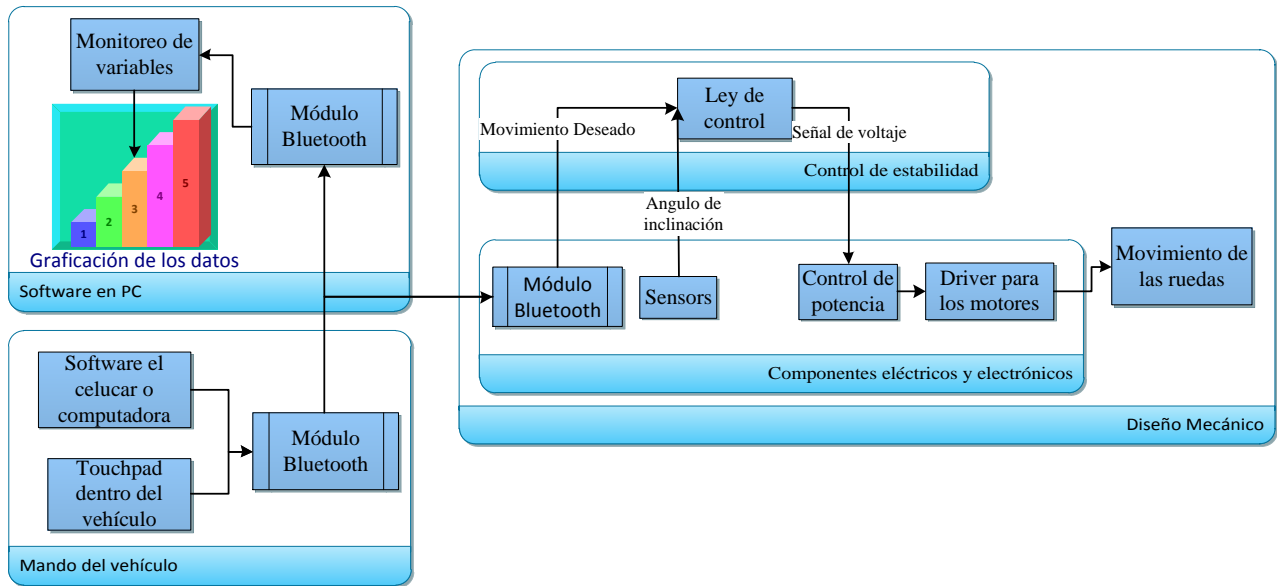 Monitoreo de
variables
Módulo
Bluetooth
1
2
3
4
5
Graficación de los datos
Software en PC
Software el
celucar o
computadora
Touchpad
dentro del
vehículo
Módulo
Bluetooth
Mando del vehículo
Ley de
control
Movimiento Deseado
Señal de voltaje
Control de estabilidad
Angulo de
inclinación
Módulo
Bluetooth
Sensors
Control de
potencia
Driver para
los motores
Movimiento de
las ruedas
Componentes eléctricos y electrónicos
Diseño Mecánico